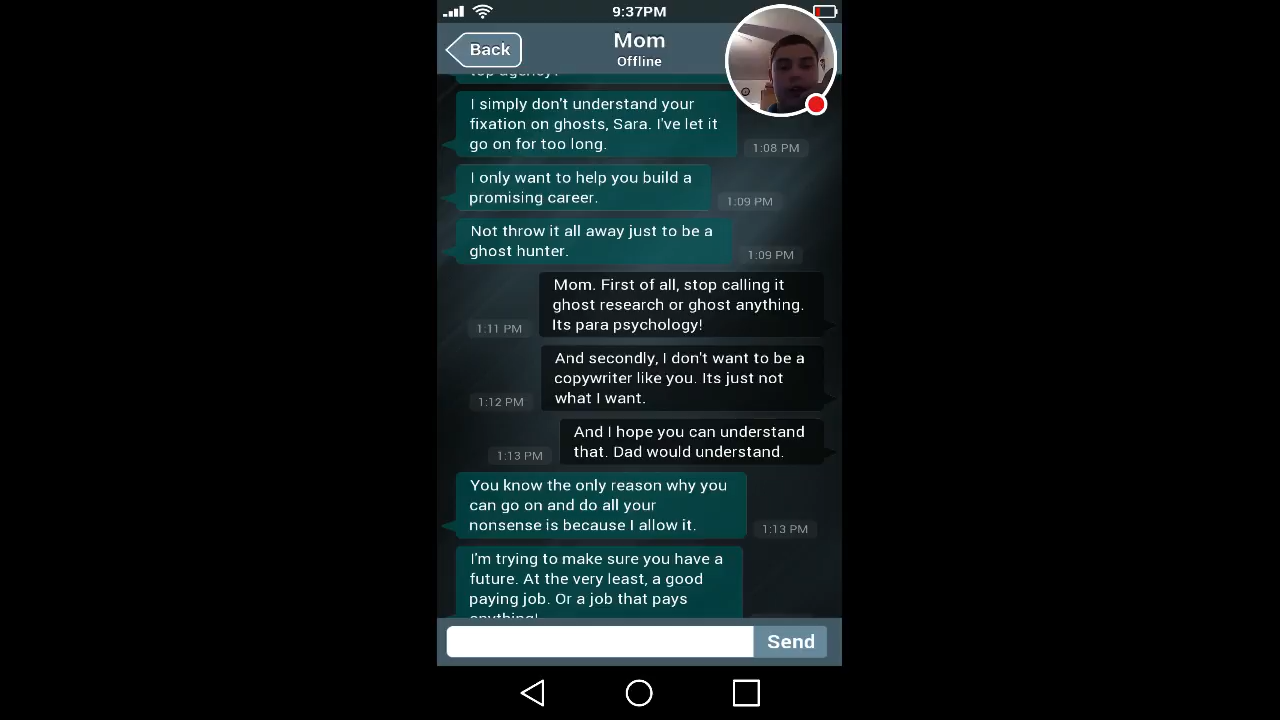 9:37PM
Back
Mom
Offline
top agency?
I simply don't understand your
fixation on ghosts, Sara. I've let it
go on for too long.
1:08 PM
I only want to help you build a
promising career.
1:09 PM
Not throw it all away just to be a
ghost hunter.
1:09 PM
Mom. First of all, stop calling it
ghost research or ghost anything.
Its para psychology!
1:11 PM
And secondly, I don't want to be a
copywriter like you. Its just not
what I want.
1:12 PM
And I hope you can understand
that. Dad would understand.
1:13 PM
You know the only reason why you
can go on and do all your
nonsense is because I allow it.
1:13 PM
I'm trying to make sure you have a
future. At the very least, a good
paying job. Or a job that pays
anything!
Send